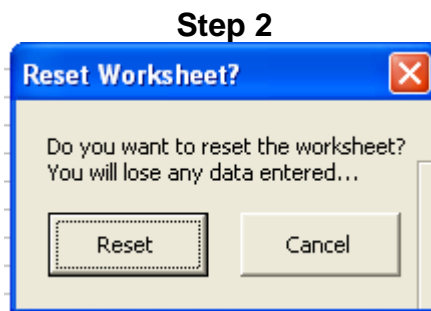 Step 2
Reset Worksheet?
Do you want to reset the worksheet?
You will lose any data entered...
Reset
Cancel